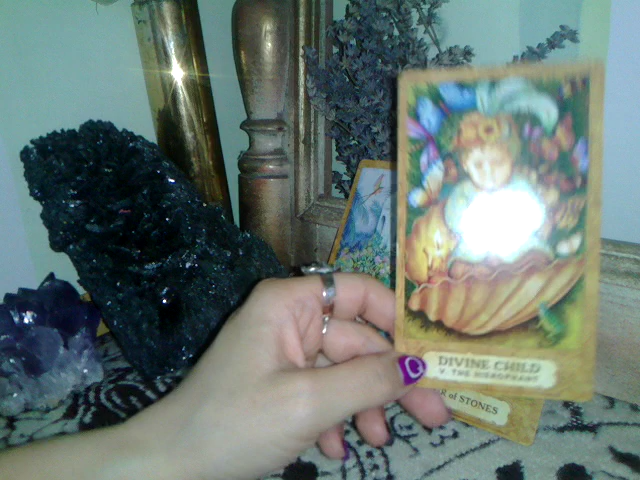 DIVINE CHILD
V. THE HIEROPHANT
of STONES